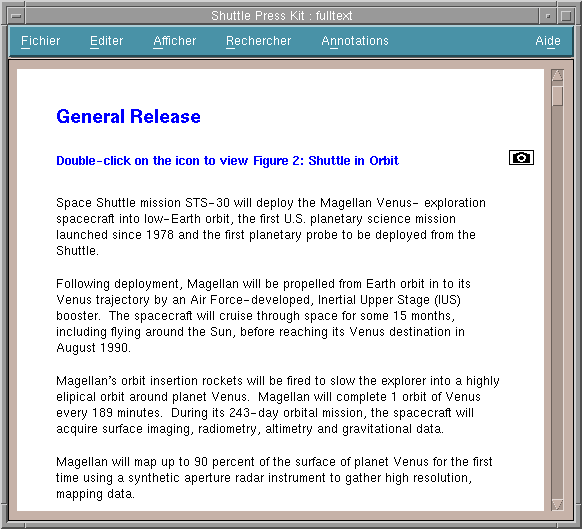 Shuttle Press Kit : fulltext
Fichier Editer Afficher Rechercher Annotations Aide
General Release
Double-click on the icon to view Figure 2: Shuttle in Orbit
Space Shuttle mission STS-30 will deploy the Magellan Venus- exploration
spacecraft into low-Earth orbit, the first U.S. planetary science mission
launched since 1978 and the first planetary probe to be deployed from the
Shuttle.
Following deployment, Magellan will be propelled from Earth orbit in to its
Venus trajectory by an Air Force-developed, Inertial Upper Stage (IUS)
booster. The spacecraft will cruise through space for some 15 months,
including flying around the Sun, before reaching its Venus destination in
August 1990.
Magellan's orbit insertion rockets will be fired to slow the explorer into a highly
elipical orbit around planet Venus. Magellan will complete 1 orbit of Venus
every 189 minutes. During its 243-day orbital mission, the spacecraft will
acquire surface imaging, radiometry, altimetry and gravitational data.
Magellan will map up to 90 percent of the surface of planet Venus for the first
time using a synthetic aperture radar instrument to gather high resolution,
mapping data.